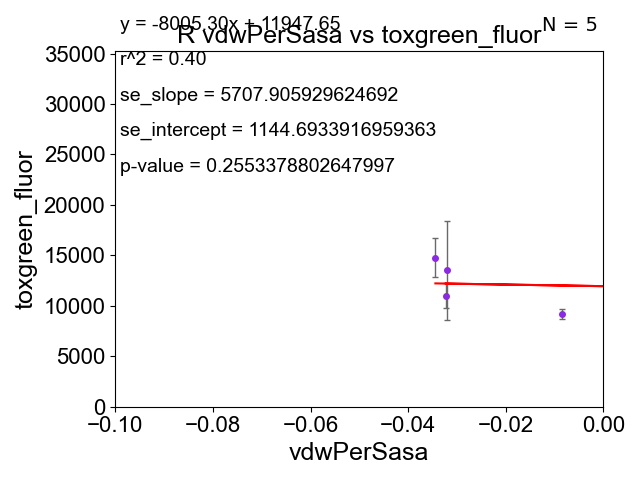 y = -8005.30x + 11947.65
N = 5
R vdwPerSasa vs toxgreen_fluor
r^2 = 0.40
se_slope = 5707.905929624692
se_intercept = 1144.6933916959363
p-value = 0.2553378802647997
35000
30000
25000
20000
15000
10000
5000
0
toxgreen_fluor
−0.10
−0.08
−0.06
−0.04
−0.02
0.00
vdwPerSasa